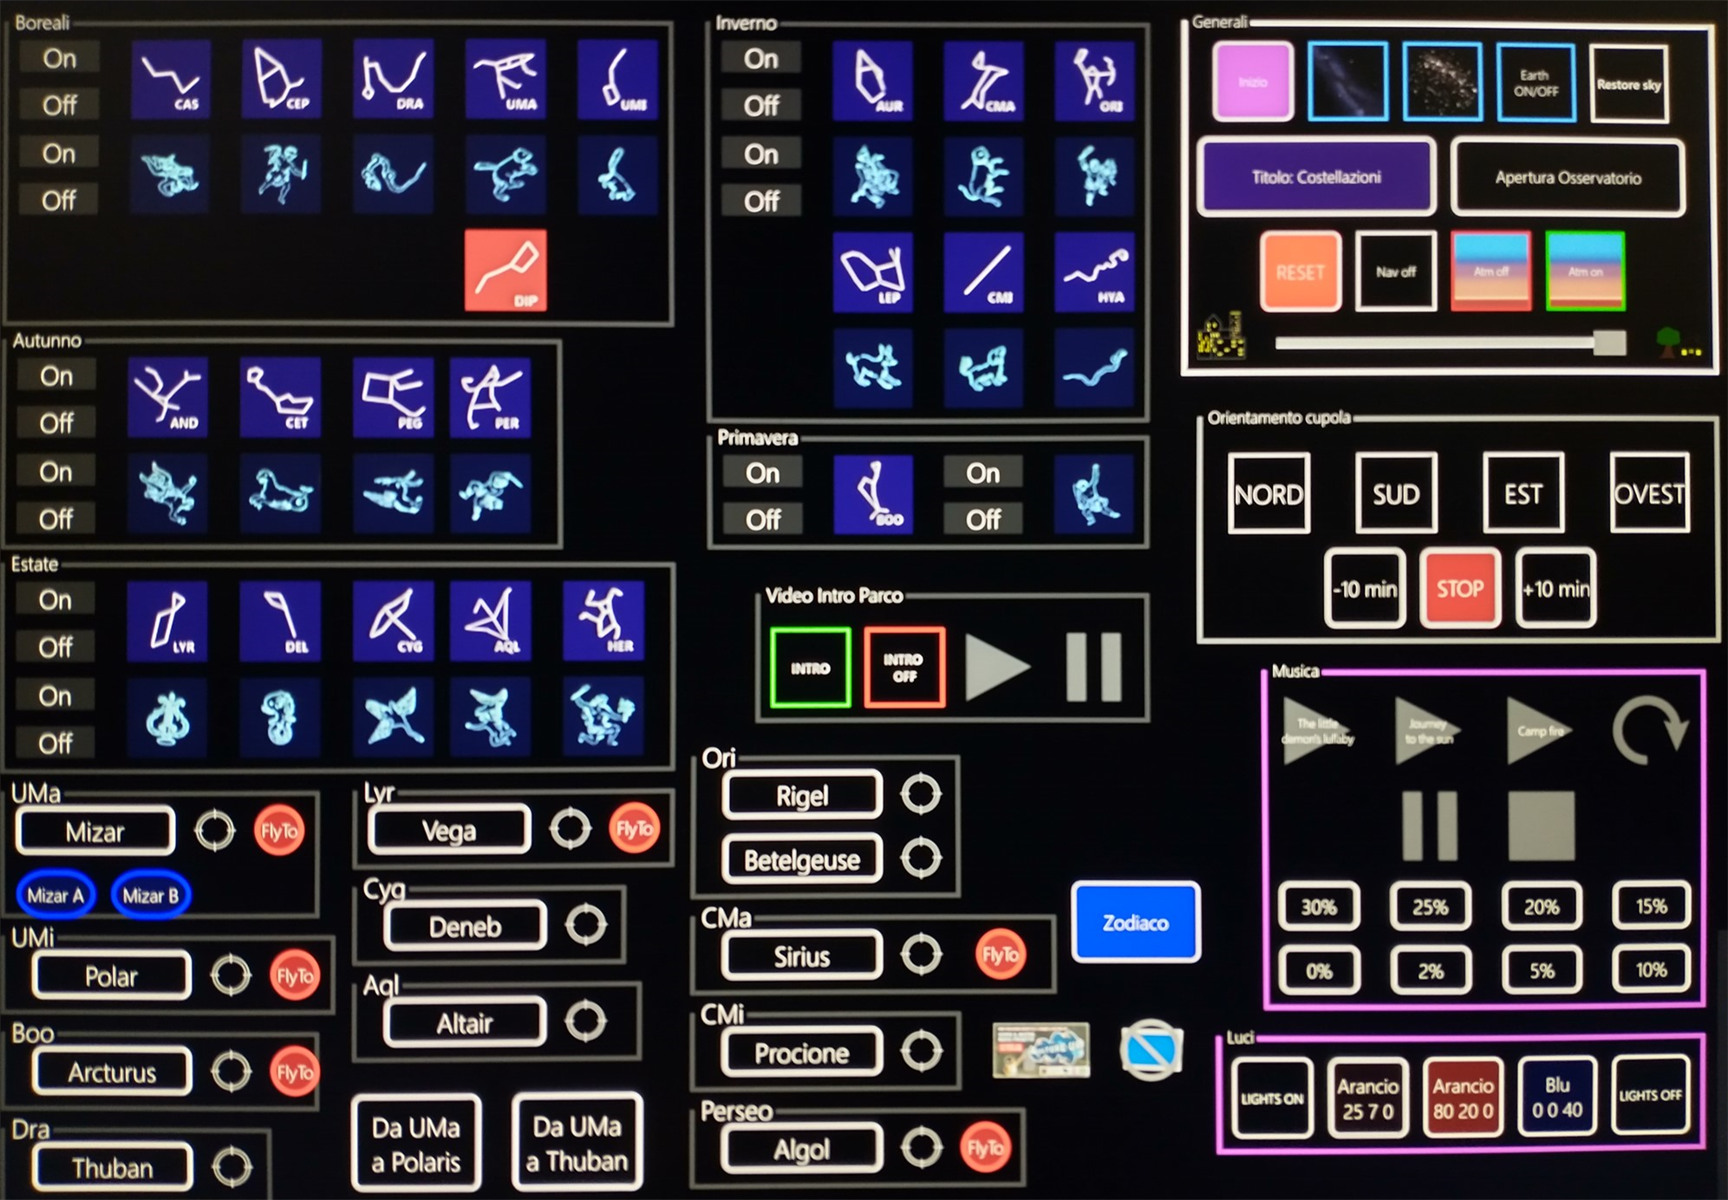 Boreali
On
Off
On
Off
CAS
CEP
DRA
UMA
UMI
DIP
Autunno
On
Off
On
Off
AND
CET
PEG
PER
Estate
On
Off
On
Off
LYR
DEL
CYG
AQL
HER
UMa
Mizar
FlyTo
Mizar A
Mizar B
UMi
Polar
FlyTo
Boo
Arcturus
FlyTo
Dra
Thuban
Lyr
Vega
FlyTo
Cyg
Deneb
Aql
Altair
Da UMa
a Polaris
Da UMa
a Thuban
Inverno
On
Off
On
Off
AUR
CMA
ORI
LEP
CMI
HYA
Primavera
On
Off
BOO
On
Off
Video Intro Parco
INTRO
INTRO
OFF
Ori
Rigel
Betelgeuse
CMa
Sirius
FlyTo
CMi
Procione
Perseo
Algol
FlyTo
Zodiaco
Generali
Inizio
Earth
ON/OFF
Restore sky
Titolo: Costellazioni
Apertura Osservatorio
RESET
Nav off
Atm off
Atm on
Orientamento cupola
NORD
SUD
EST
OVEST
-10 min
STOP
+10 min
Musica
The little
demon's lullaby
Journey
to the sun
Camp fire
30%
25%
20%
15%
0%
2%
5%
10%
Luci
LIGHTS ON
Arancio
25 7 0
Arancio
80 20 0
Blu
0 0 40
LIGHTS OFF